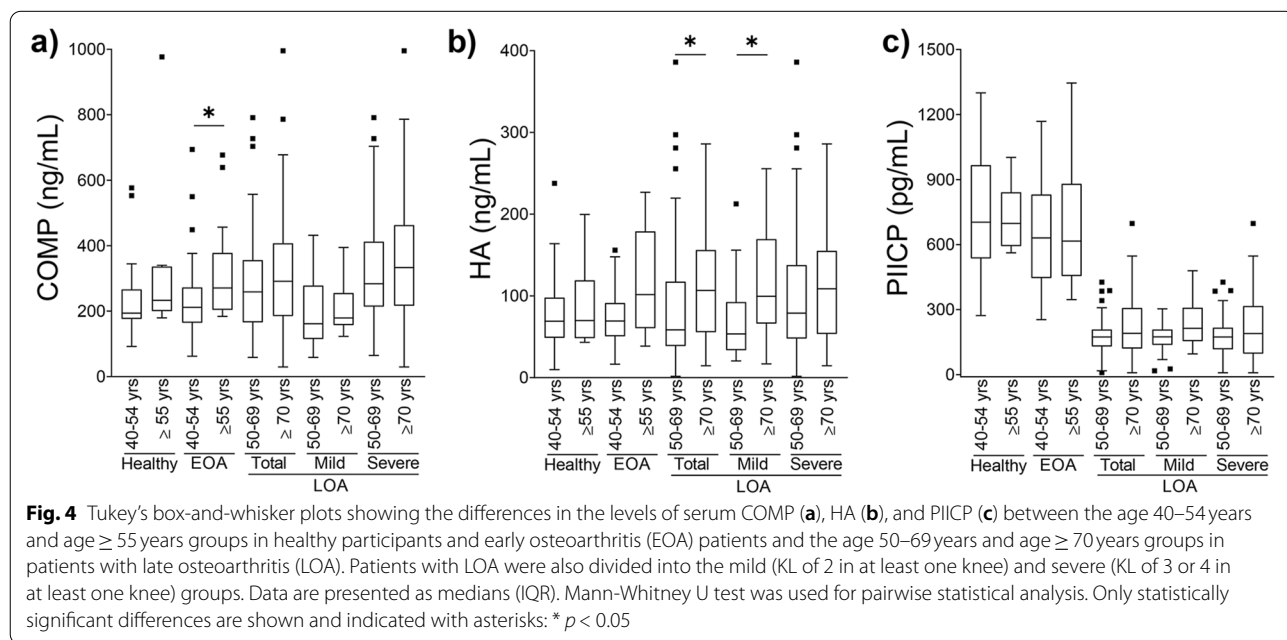 a)
COMP (ng/mL)
1000
800
600
400
200
0
*
40-54 yrs
≥ 55 yrs
40-54 yrs
≥55 yrs
50-69 yrs
≥ 70 yrs
50-69 yrs
≥70 yrs
50-69 yrs
≥70 yrs
Healthy EOA Total Mild Severe
LOA
b)
HA (ng/mL)
400
300
200
100
0
* *
40-54 yrs
≥ 55 yrs
40-54 yrs
≥55 yrs
50-69 yrs
≥ 70 yrs
50-69 yrs
≥70 yrs
50-69 yrs
≥70 yrs
Healthy EOA Total Mild Severe
LOA
c)
PIICP (pg/mL)
1500
1200
900
600
300
0
40-54 yrs
≥ 55 yrs
40-54 yrs
≥55 yrs
50-69 yrs
≥ 70 yrs
50-69 yrs
≥70 yrs
50-69 yrs
≥70 yrs
Healthy EOA Total Mild Severe
LOA
Fig. 4 Tukey's box-and-whisker plots showing the differences in the levels of serum COMP (a), HA (b), and PIICP (c) between the age 40–54 years
and age ≥ 55 years groups in healthy participants and early osteoarthritis (EOA) patients and the age 50–69 years and age ≥ 70 years groups in
patients with late osteoarthritis (LOA). Patients with LOA were also divided into the mild (KL of 2 in at least one knee) and severe (KL of 3 or 4 in
at least one knee) groups. Data are presented as medians (IQR). Mann-Whitney U test was used for pairwise statistical analysis. Only statistically
significant differences are shown and indicated with asterisks: * p < 0.05